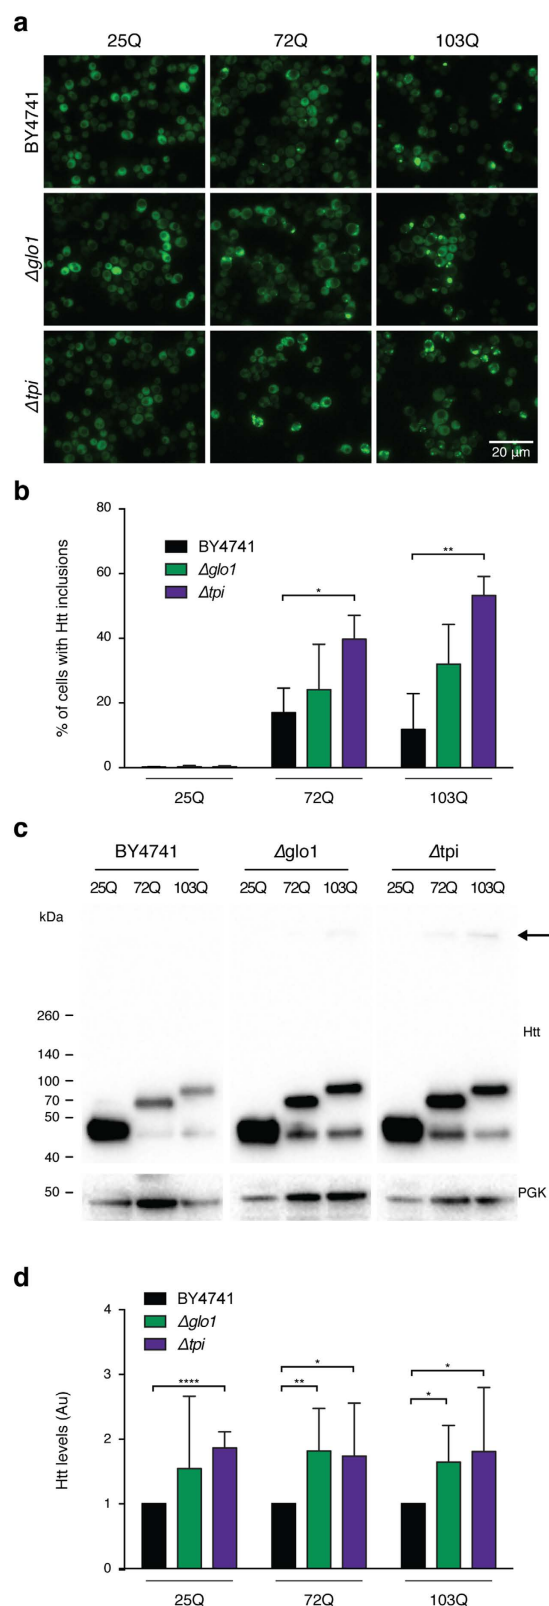 a
25Q 72Q 103Q
BY4741
Δglo1
Δtpi
20 µm
b
80
60
40
20
0
% of cells with Htt inclusions
BY4741
Δglo1
Δtpi
*
**
25Q 72Q 103Q
c
BY4741 Δglo1 Δtpi
25Q 72Q 103Q 25Q 72Q 103Q 25Q 72Q 103Q
kDa
260
Htt
140
100
70
50
40
50
PGK
d
BY4741
Δglo1
Δtpi
4
3
2
1
0
Htt levels (Au)
****
*
**
*
*
25Q 72Q 103Q